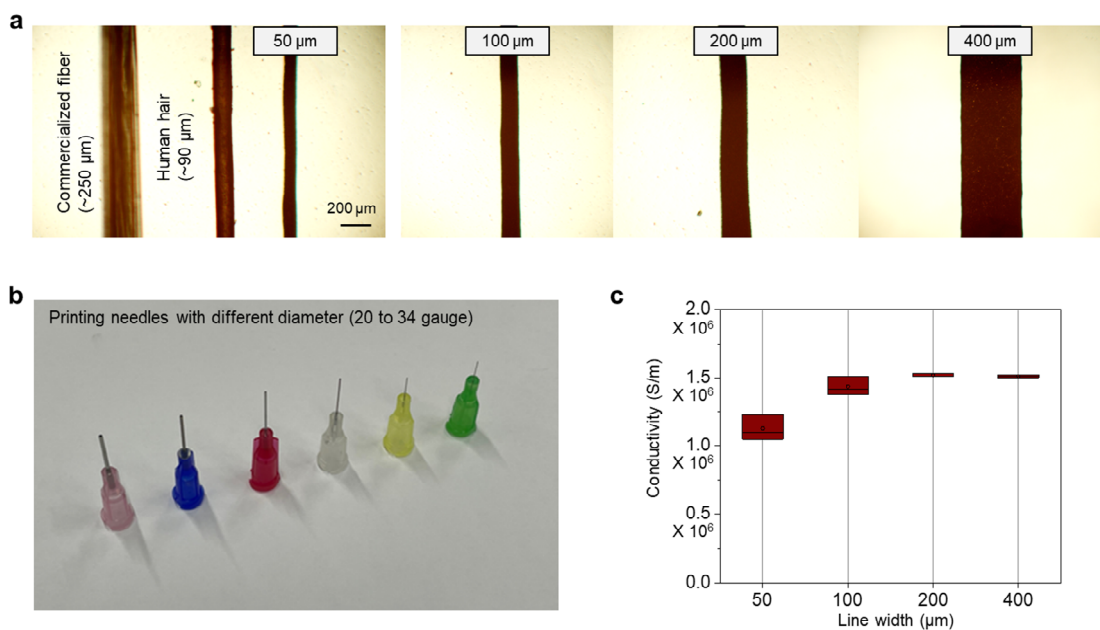 a
Commercialized fiber
(~250 µm)
Human hair
(~90 µm)
50 µm
200 µm
100 µm
200 µm
400 µm
b
Printing needles with different diameter (20 to 34 gauge)
c
Conductivity (S/m)
2.0
X 10⁶
1.5
X 10⁶
1.0
X 10⁶
0.5
X 10⁶
0.0
50
100
200
400
Line width (µm)